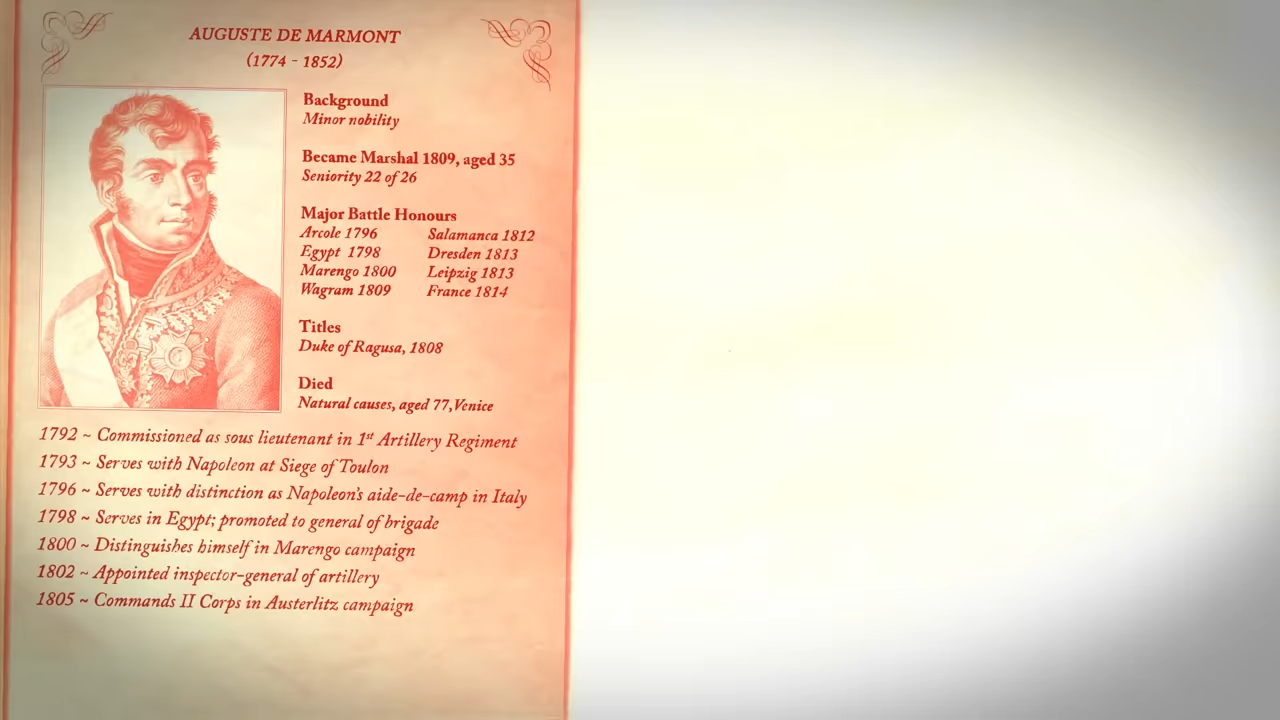 AUGUSTE DE MARMONT
(1774 - 1852)
Background
Minor nobility
Became Marshal 1809, aged 35
Seniority 22 of 26
Major Battle Honours
Arcole 1796 Salamanca 1812
Egypt 1798 Dresden 1813
Marengo 1800 Leipzig 1813
Wagram 1809 France 1814
Titles
Duke of Ragusa, 1808
Died
Natural causes, aged 77, Venice
1792 ~ Commissioned as sous lieutenant in 1st Artillery Regiment
1793 ~ Serves with Napoleon at Siege of Toulon
1796 ~ Serves with distinction as Napoleon's aide-de-camp in Italy
1798 ~ Serves in Egypt; promoted to general of brigade
1800 ~ Distinguishes himself in Marengo campaign
1802 ~ Appointed inspector-general of artillery
1805 ~ Commands II Corps in Austerlitz campaign